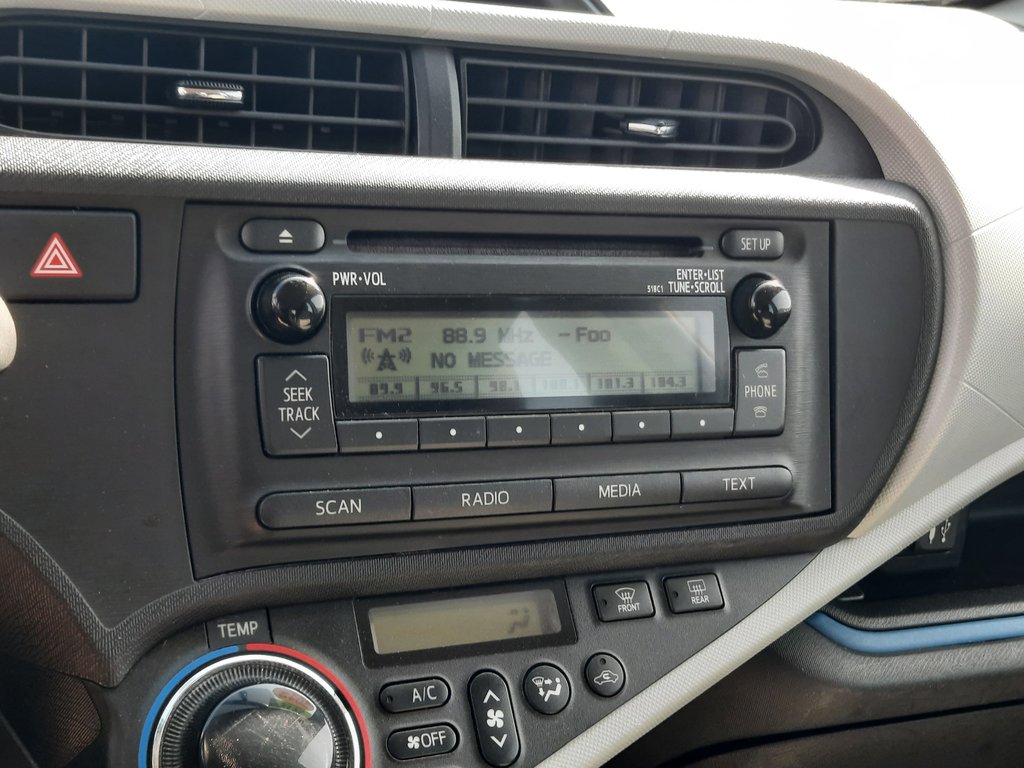 SET UP
PWR•VOL
ENTER•LIST
518C1 TUNE•SCROLL
FM2 88.9 MHz -Foo
NO MESSAGE
89.9 96.5 98.1 100.1 101.3 104.3
SEEK
TRACK
PHONE
SCAN RADIO MEDIA TEXT
FRONT
REAR
TEMP
A/C
OFF